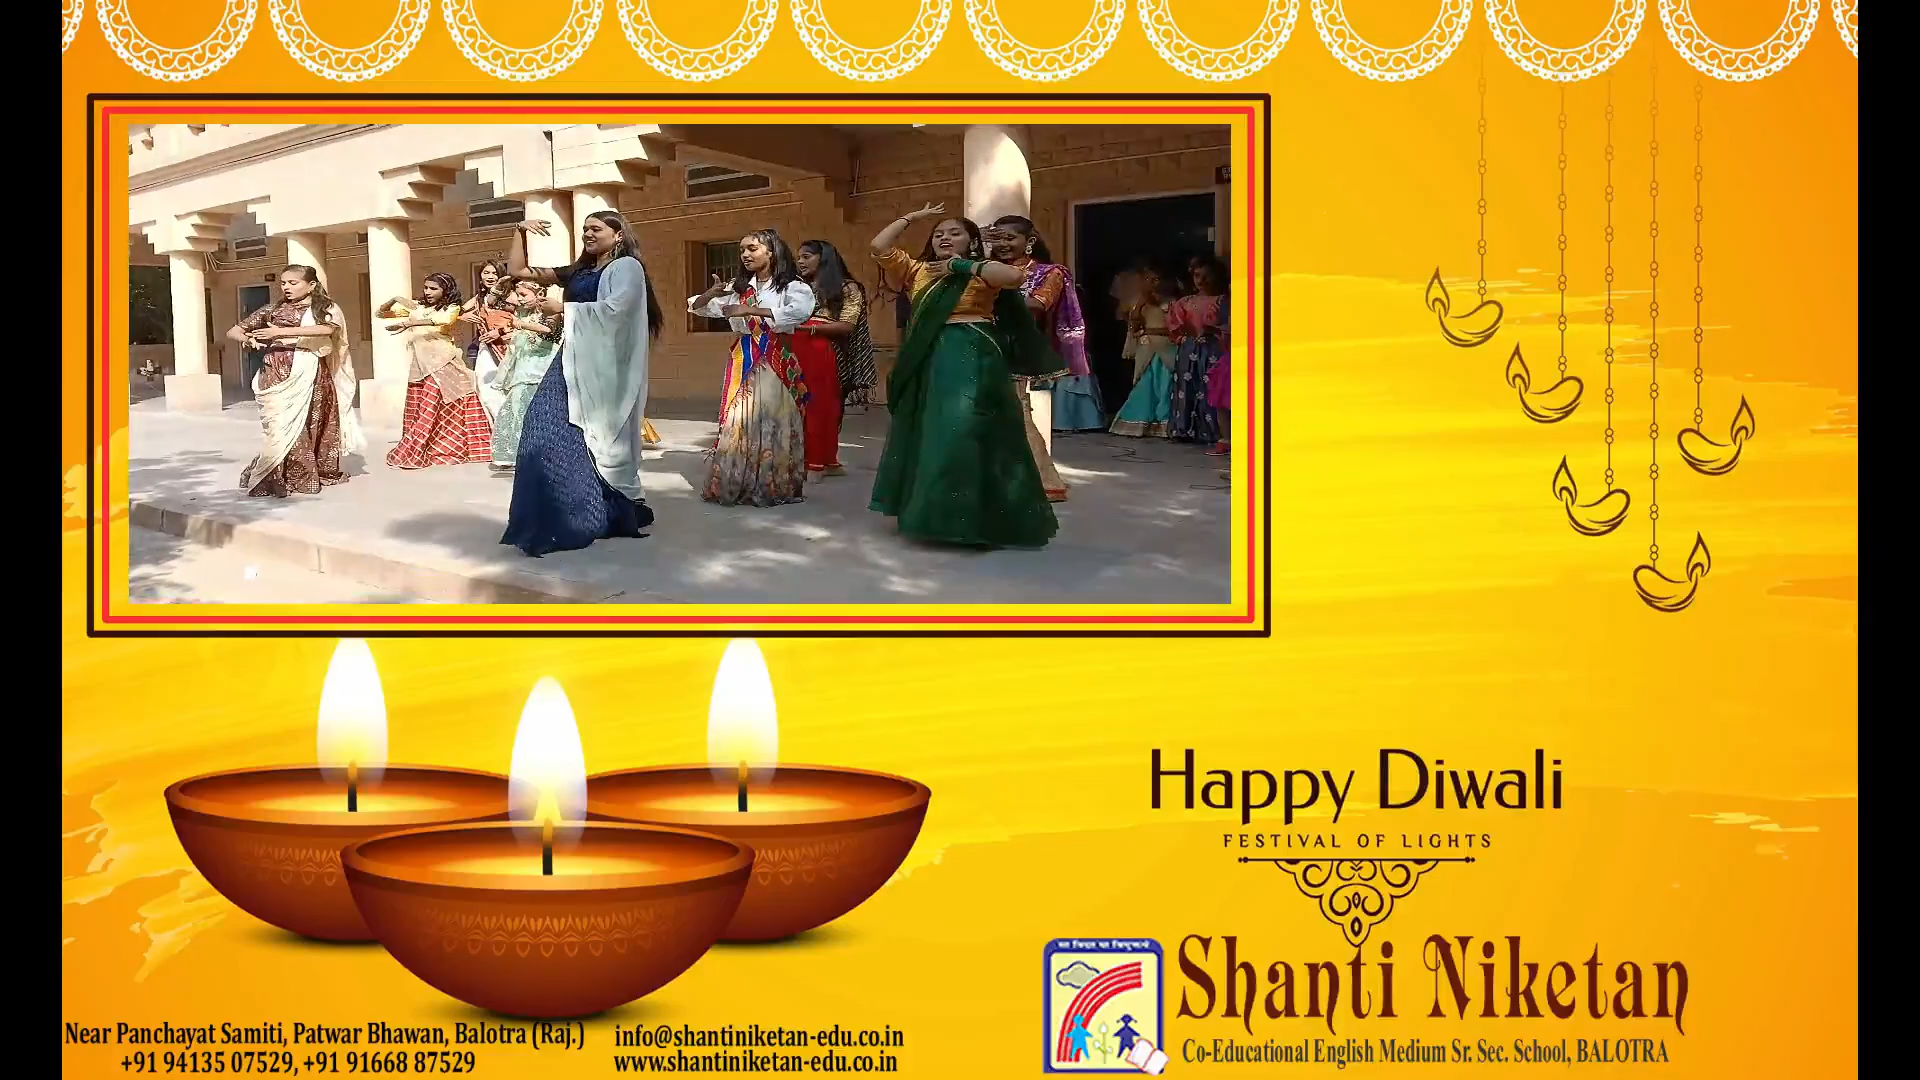 Happy Diwali
FESTIVAL OF LIGHTS
सा विद्या या विमुक्तये
Shanti Niketan
Co-Educational English Medium Sr. Sec. School, BALOTRA
Near Panchayat Samiti, Patwar Bhawan, Balotra (Raj.)
+91 94135 07529, +91 91668 87529
info@shantiniketan-edu.co.in
www.shantiniketan-edu.co.in